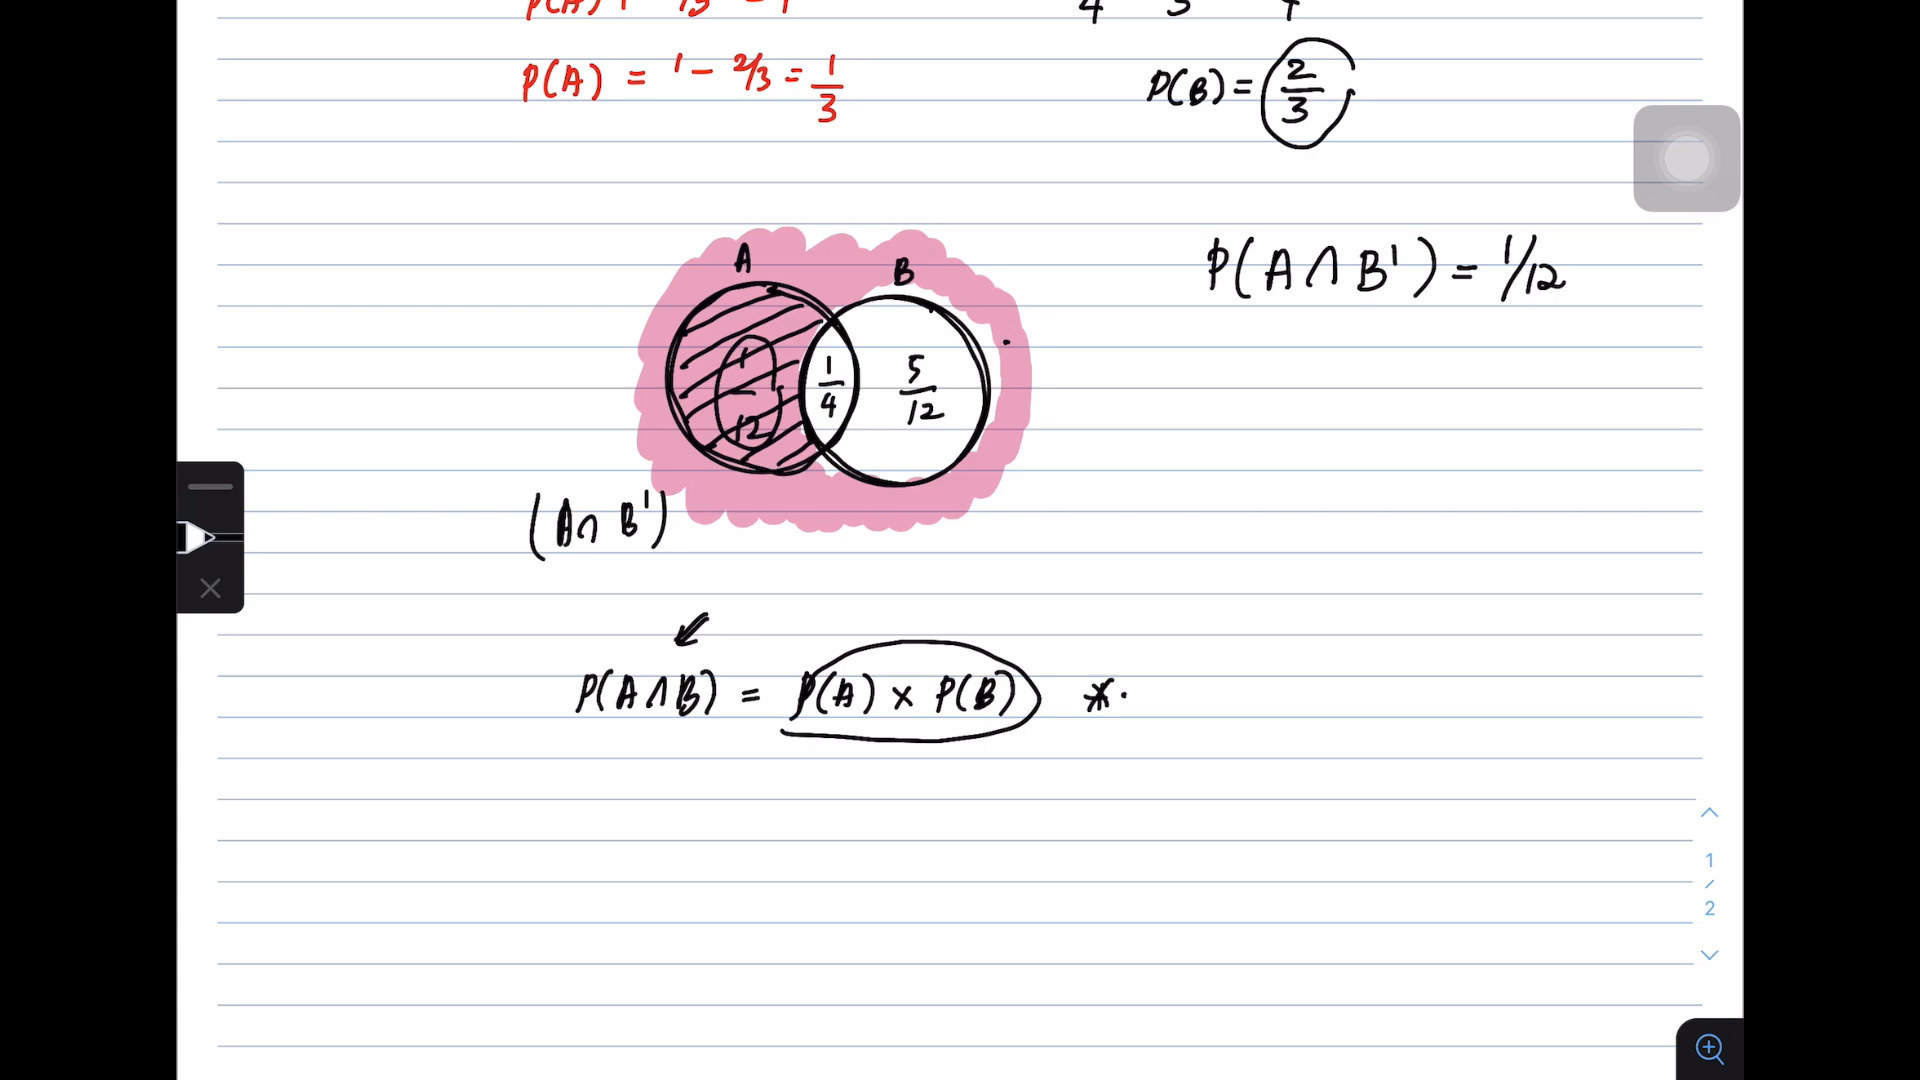 P(A) = 1 - 2/3 = 1/3
P(B) = 2/3
A
B
P(A ∩ B') = 1/12
1/12
1/4
5/12
(A ∩ B')
P(A ∩ B) = P(A) × P(B) *.
1
/
2